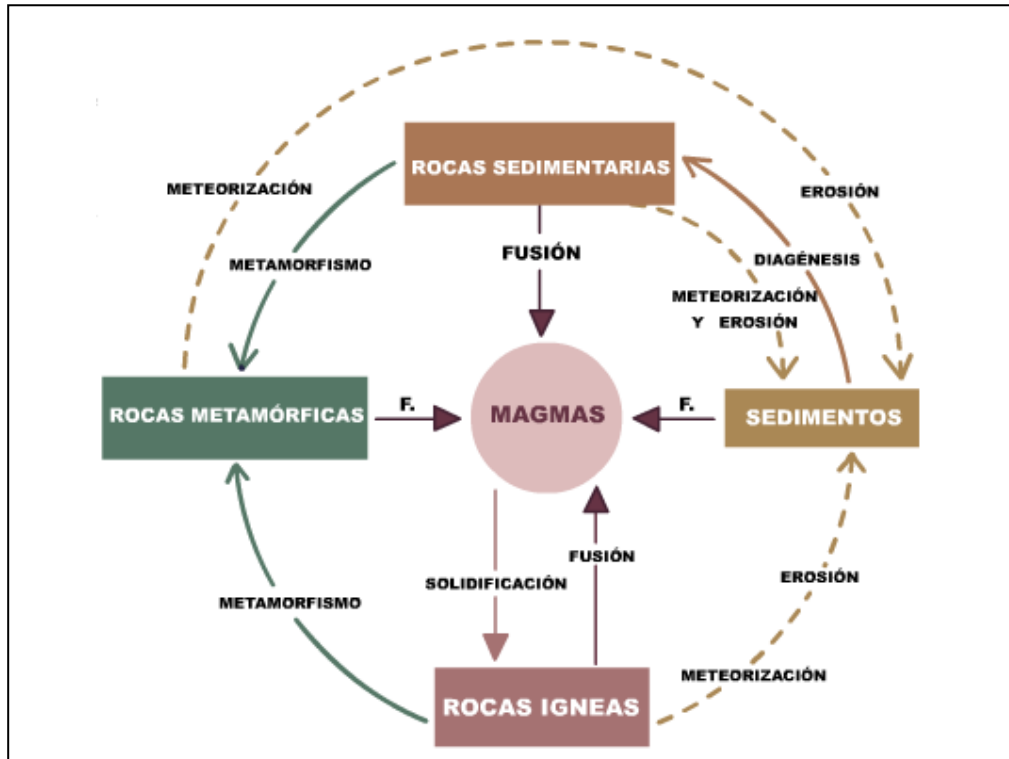 ROCAS SEDIMENTARIAS
METEORIZACIÓN
EROSIÓN
FUSIÓN
DIAGÉNESIS
METAMORFISMO
METEORIZACIÓN
Y EROSIÓN
ROCAS METAMÓRFICAS
F.
MAGMAS
F.
SEDIMENTOS
FUSIÓN
SOLIDIFICACIÓN
EROSIÓN
METAMORFISMO
METEORIZACIÓN
ROCAS IGNEAS